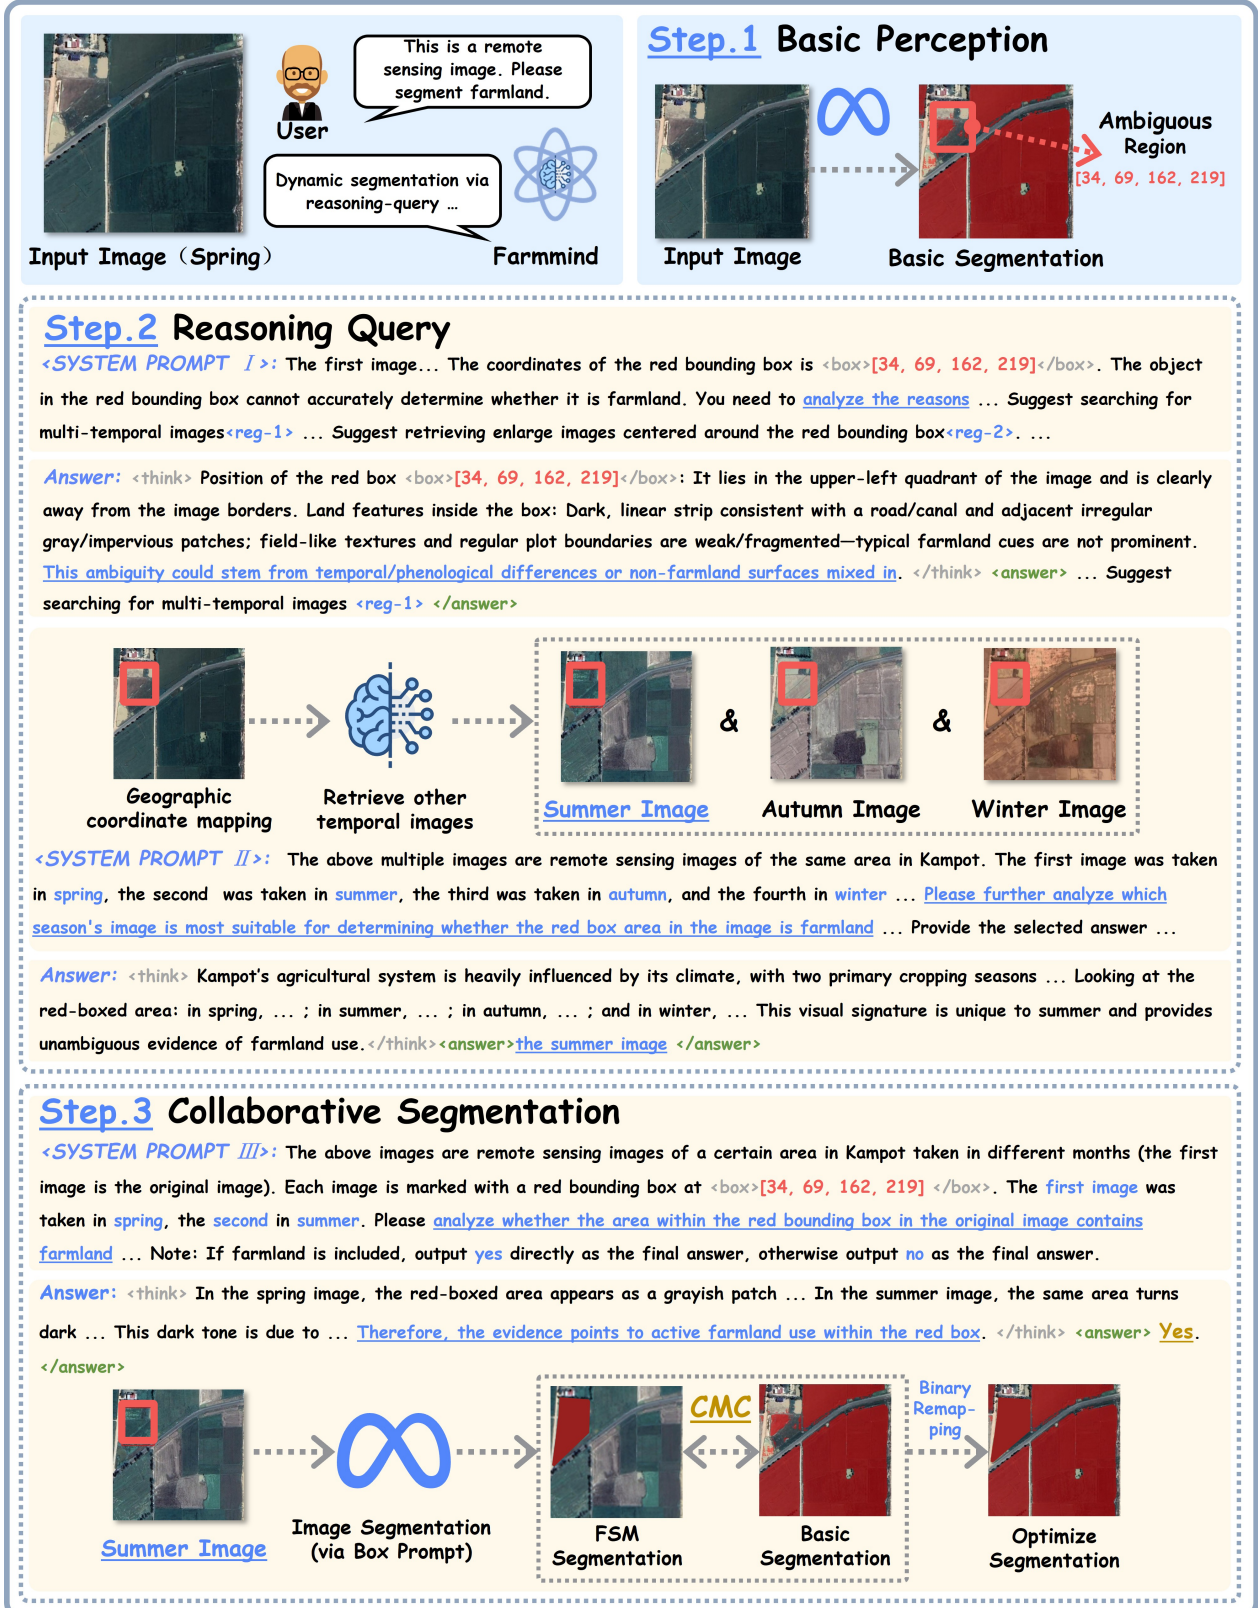 This is a remote
sensing image. Please
segment farmland.
User
Dynamic segmentation via
reasoning-query ...
Input Image（Spring）
Farmmind
Step.1 Basic Perception
Ambiguous
Region
[34, 69, 162, 219]
Input Image
Basic Segmentation
Step.2 Reasoning Query
<SYSTEM PROMPT Ⅰ>: The first image... The coordinates of the red bounding box is <box>[34, 69, 162, 219]</box>. The object
in the red bounding box cannot accurately determine whether it is farmland. You need to analyze the reasons ... Suggest searching for
multi-temporal images<reg-1> ... Suggest retrieving enlarge images centered around the red bounding box<reg-2>. ...
Answer: <think> Position of the red box <box>[34, 69, 162, 219]</box>: It lies in the upper-left quadrant of the image and is clearly
away from the image borders. Land features inside the box: Dark, linear strip consistent with a road/canal and adjacent irregular
gray/impervious patches; field-like textures and regular plot boundaries are weak/fragmented—typical farmland cues are not prominent.
This ambiguity could stem from temporal/phenological differences or non-farmland surfaces mixed in. </think> <answer> ... Suggest
searching for multi-temporal images <reg-1> </answer>
Geographic
coordinate mapping
Retrieve other
temporal images
Summer Image
&
Autumn Image
&
Winter Image
<SYSTEM PROMPT Ⅱ>: The above multiple images are remote sensing images of the same area in Kampot. The first image was taken
in spring, the second was taken in summer, the third was taken in autumn, and the fourth in winter ... Please further analyze which
season's image is most suitable for determining whether the red box area in the image is farmland ... Provide the selected answer ...
Answer: <think> Kampot's agricultural system is heavily influenced by its climate, with two primary cropping seasons ... Looking at the
red-boxed area: in spring, ... ; in summer, ... ; in autumn, ... ; and in winter, ... This visual signature is unique to summer and provides
unambiguous evidence of farmland use.</think><answer>the summer image </answer>
Step.3 Collaborative Segmentation
<SYSTEM PROMPT Ⅲ>: The above images are remote sensing images of a certain area in Kampot taken in different months (the first
image is the original image). Each image is marked with a red bounding box at <box>[34, 69, 162, 219] </box>. The first image was
taken in spring, the second in summer. Please analyze whether the area within the red bounding box in the original image contains
farmland ... Note: If farmland is included, output yes directly as the final answer, otherwise output no as the final answer.
Answer: <think> In the spring image, the red-boxed area appears as a grayish patch ... In the summer image, the same area turns
dark ... This dark tone is due to ... Therefore, the evidence points to active farmland use within the red box. </think> <answer> Yes.
</answer>
Summer Image
Image Segmentation
(via Box Prompt)
FSM
Segmentation
CMC
Basic
Segmentation
Binary
Remap-
ping
Optimize
Segmentation